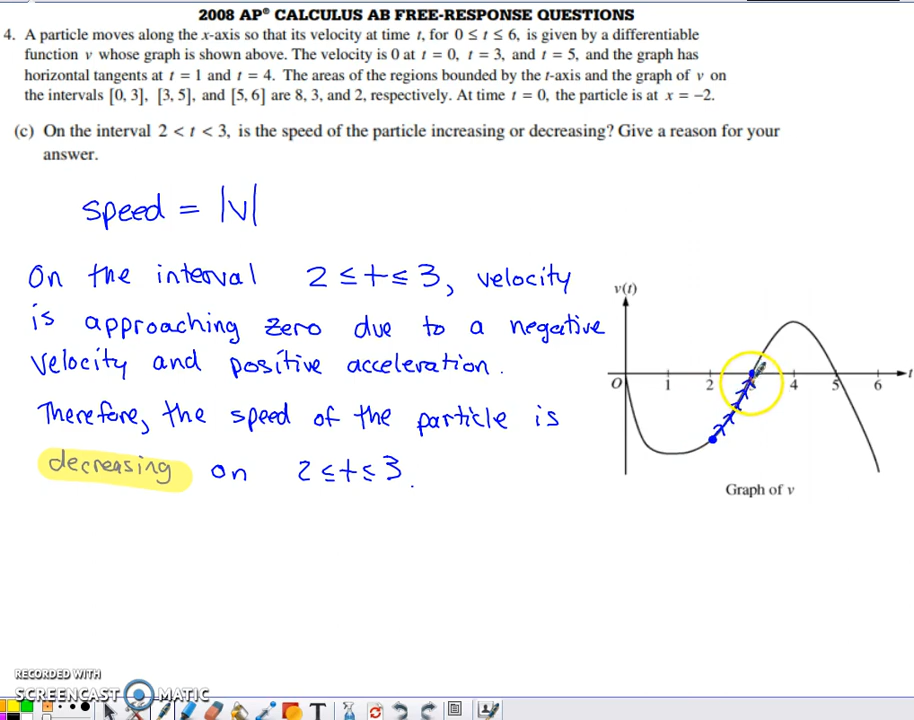 2008 AP® CALCULUS AB FREE-RESPONSE QUESTIONS
4. A particle moves along the x-axis so that its velocity at time t, for 0 ≤ t ≤ 6, is given by a differentiable
function v whose graph is shown above. The velocity is 0 at t = 0, t = 3, and t = 5, and the graph has
horizontal tangents at t = 1 and t = 4. The areas of the regions bounded by the t-axis and the graph of v on
the intervals [0, 3], [3, 5], and [5, 6] are 8, 3, and 2, respectively. At time t = 0, the particle is at x = −2.
(c) On the interval 2 < t < 3, is the speed of the particle increasing or decreasing? Give a reason for your
answer.
speed = |v|
On the interval 2 ≤ t ≤ 3, velocity
is approaching zero due to a negative
velocity and positive acceleration.
Therefore, the speed of the particle is
decreasing on 2 ≤ t ≤ 3.
v(t)
O 1 2 4 5 6 t
Graph of v
RECORDED WITH
SCREENCAST MATIC